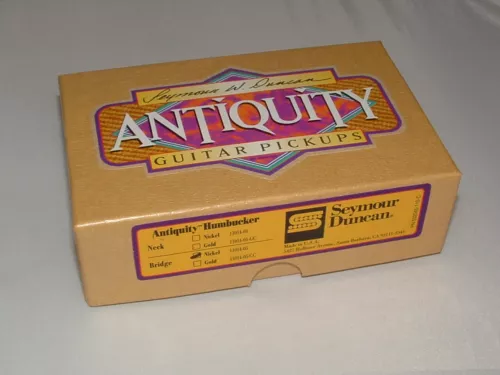 Seymour W. Duncan
ANTIQUITY
GUITAR PICKUPS
Antiquity Humbucker
Neck
Nickel
Gold
Bridge
Nickel
Gold
Seymour
Duncan
Made in U.S.A.